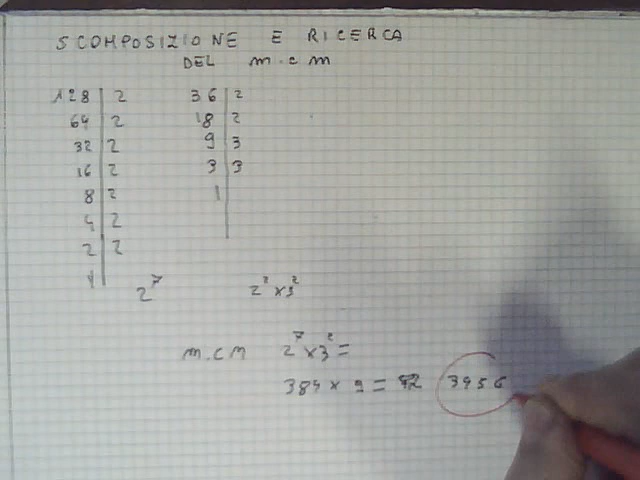 SCOMPOSIZIONE E RICERCA
DEL m.c m
128 | 2
64 | 2
32 | 2
16 | 2
8 | 2
4 | 2
2 | 2
1
2⁷
36 | 2
18 | 2
9 | 3
3 | 3
1
2² x 3²
m.c m 2⁷ x 3² =
384 x 9 = 3456